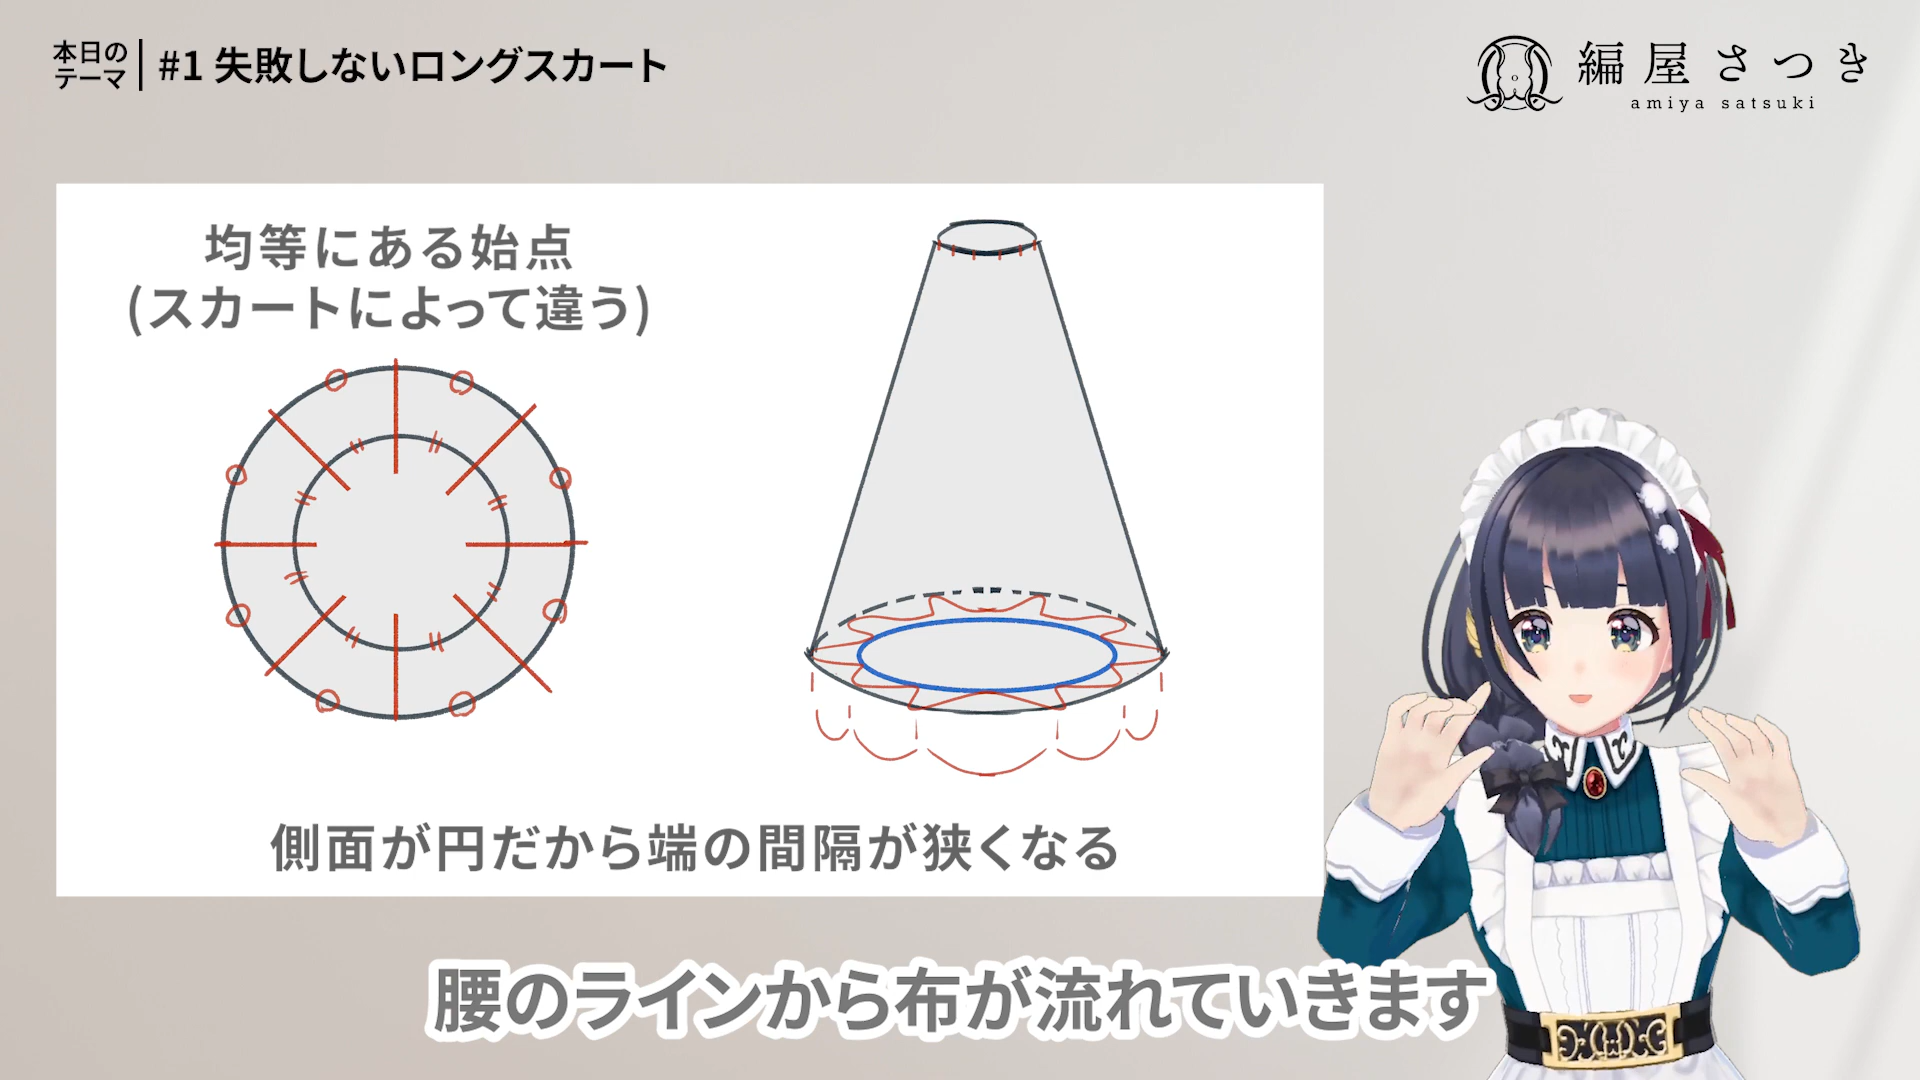 本日の
テーマ
#1 失敗しないロングスカート
編屋さつき
amiya satsuki
均等にある始点
(スカートによって違う)
側面が円だから端の間隔が狭くなる
腰のラインから布が流れていきます